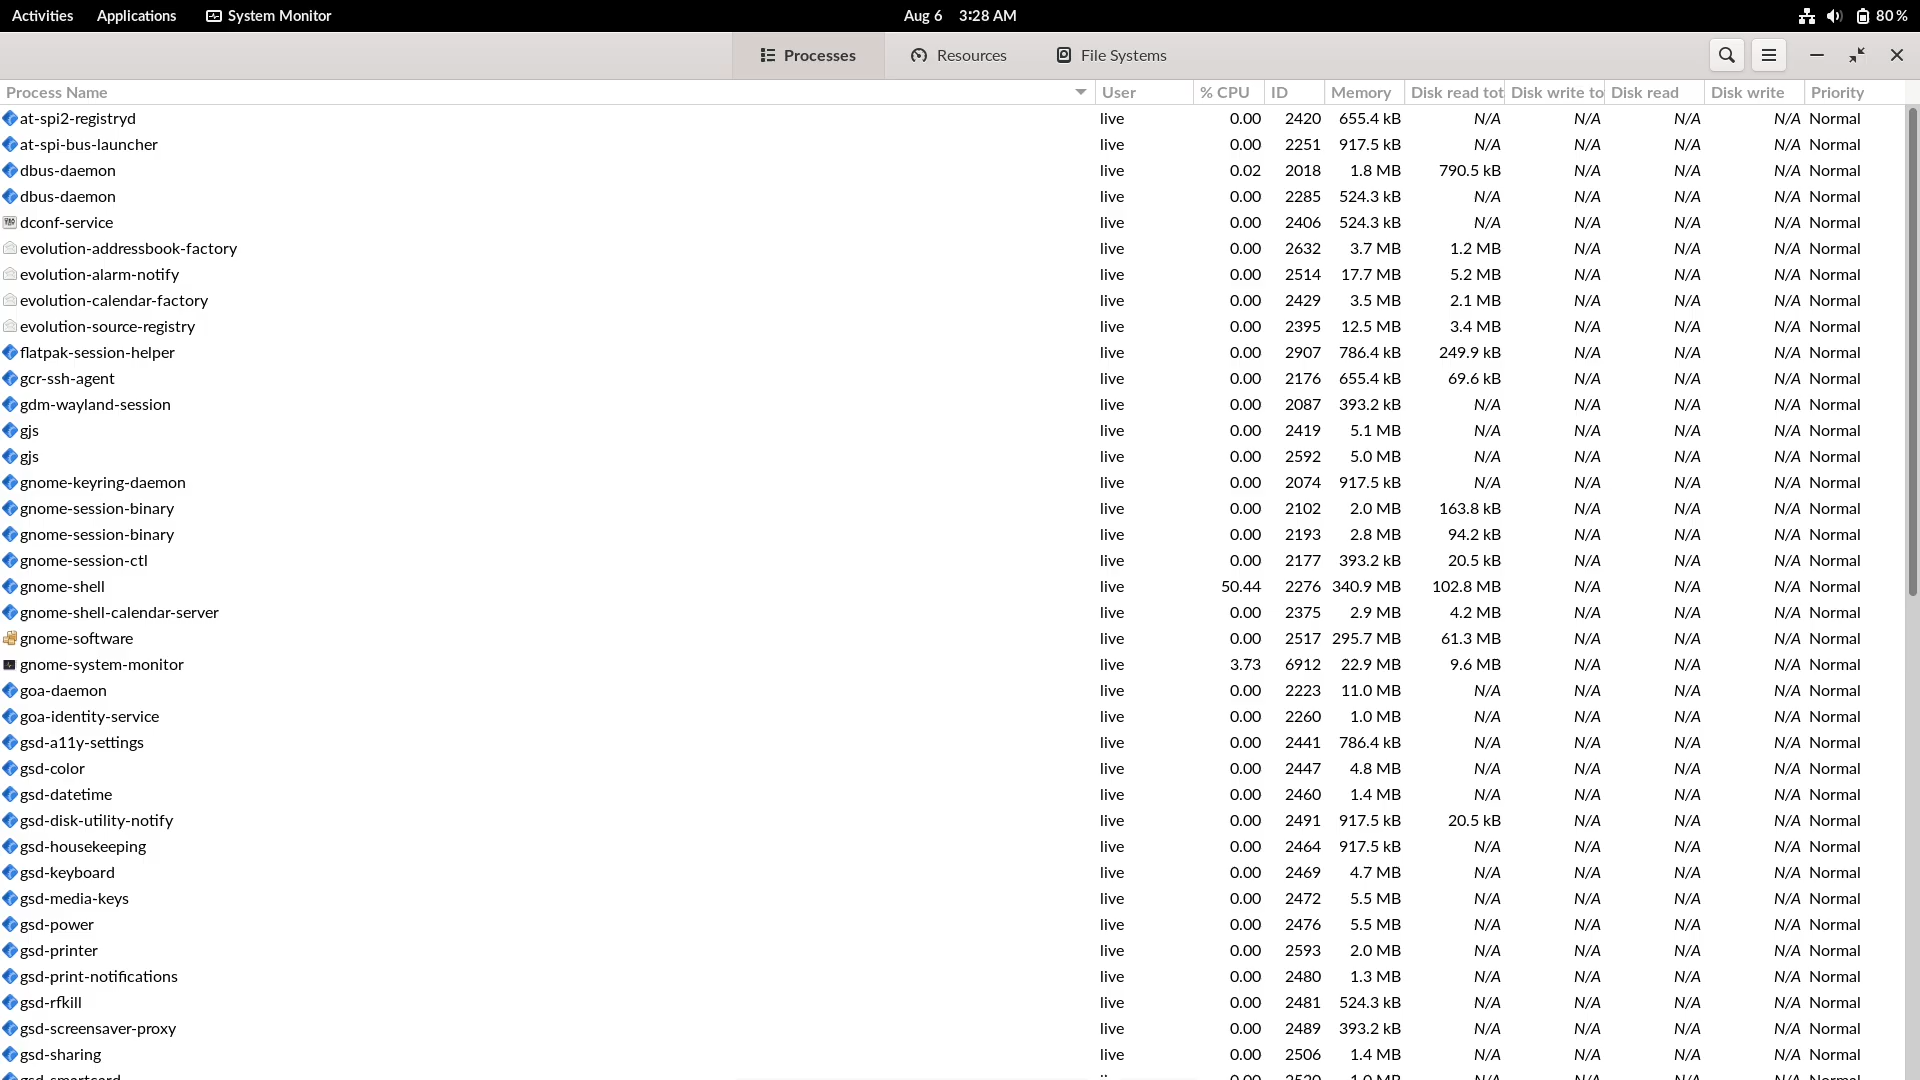 Activities Applications System Monitor Aug 6 3:28 AM 80 %
Processes Resources File Systems
Process Name User % CPU ID Memory Disk read tot Disk write to Disk read Disk write Priority
at-spi2-registryd live 0.00 2420 655.4 kB N/A N/A N/A N/A Normal
at-spi-bus-launcher live 0.00 2251 917.5 kB N/A N/A N/A N/A Normal
dbus-daemon live 0.02 2018 1.8 MB 790.5 kB N/A N/A N/A Normal
dbus-daemon live 0.00 2285 524.3 kB N/A N/A N/A N/A Normal
dconf-service live 0.00 2406 524.3 kB N/A N/A N/A N/A Normal
evolution-addressbook-factory live 0.00 2632 3.7 MB 1.2 MB N/A N/A N/A Normal
evolution-alarm-notify live 0.00 2514 17.7 MB 5.2 MB N/A N/A N/A Normal
evolution-calendar-factory live 0.00 2429 3.5 MB 2.1 MB N/A N/A N/A Normal
evolution-source-registry live 0.00 2395 12.5 MB 3.4 MB N/A N/A N/A Normal
flatpak-session-helper live 0.00 2907 786.4 kB 249.9 kB N/A N/A N/A Normal
gcr-ssh-agent live 0.00 2176 655.4 kB 69.6 kB N/A N/A N/A Normal
gdm-wayland-session live 0.00 2087 393.2 kB N/A N/A N/A N/A Normal
gjs live 0.00 2419 5.1 MB N/A N/A N/A N/A Normal
gjs live 0.00 2592 5.0 MB N/A N/A N/A N/A Normal
gnome-keyring-daemon live 0.00 2074 917.5 kB N/A N/A N/A N/A Normal
gnome-session-binary live 0.00 2102 2.0 MB 163.8 kB N/A N/A N/A Normal
gnome-session-binary live 0.00 2193 2.8 MB 94.2 kB N/A N/A N/A Normal
gnome-session-ctl live 0.00 2177 393.2 kB 20.5 kB N/A N/A N/A Normal
gnome-shell live 50.44 2276 340.9 MB 102.8 MB N/A N/A N/A Normal
gnome-shell-calendar-server live 0.00 2375 2.9 MB 4.2 MB N/A N/A N/A Normal
gnome-software live 0.00 2517 295.7 MB 61.3 MB N/A N/A N/A Normal
gnome-system-monitor live 3.73 6912 22.9 MB 9.6 MB N/A N/A N/A Normal
goa-daemon live 0.00 2223 11.0 MB N/A N/A N/A N/A Normal
goa-identity-service live 0.00 2260 1.0 MB N/A N/A N/A N/A Normal
gsd-a11y-settings live 0.00 2441 786.4 kB N/A N/A N/A N/A Normal
gsd-color live 0.00 2447 4.8 MB N/A N/A N/A N/A Normal
gsd-datetime live 0.00 2460 1.4 MB N/A N/A N/A N/A Normal
gsd-disk-utility-notify live 0.00 2491 917.5 kB 20.5 kB N/A N/A N/A Normal
gsd-housekeeping live 0.00 2464 917.5 kB N/A N/A N/A N/A Normal
gsd-keyboard live 0.00 2469 4.7 MB N/A N/A N/A N/A Normal
gsd-media-keys live 0.00 2472 5.5 MB N/A N/A N/A N/A Normal
gsd-power live 0.00 2476 5.5 MB N/A N/A N/A N/A Normal
gsd-printer live 0.00 2593 2.0 MB N/A N/A N/A N/A Normal
gsd-print-notifications live 0.00 2480 1.3 MB N/A N/A N/A N/A Normal
gsd-rfkill live 0.00 2481 524.3 kB N/A N/A N/A N/A Normal
gsd-screensaver-proxy live 0.00 2489 393.2 kB N/A N/A N/A N/A Normal
gsd-sharing live 0.00 2506 1.4 MB N/A N/A N/A N/A Normal